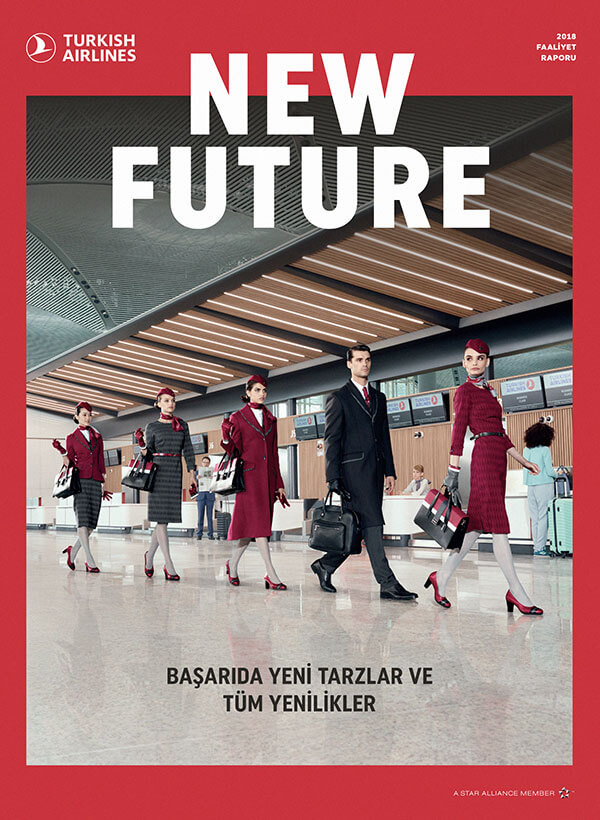 TURKISH
AIRLINES
2018
FAALİYET
RAPORU
NEW
FUTURE
BAŞARIDA YENİ TARZLAR VE
TÜM YENİLİKLER
A STAR ALLIANCE MEMBER